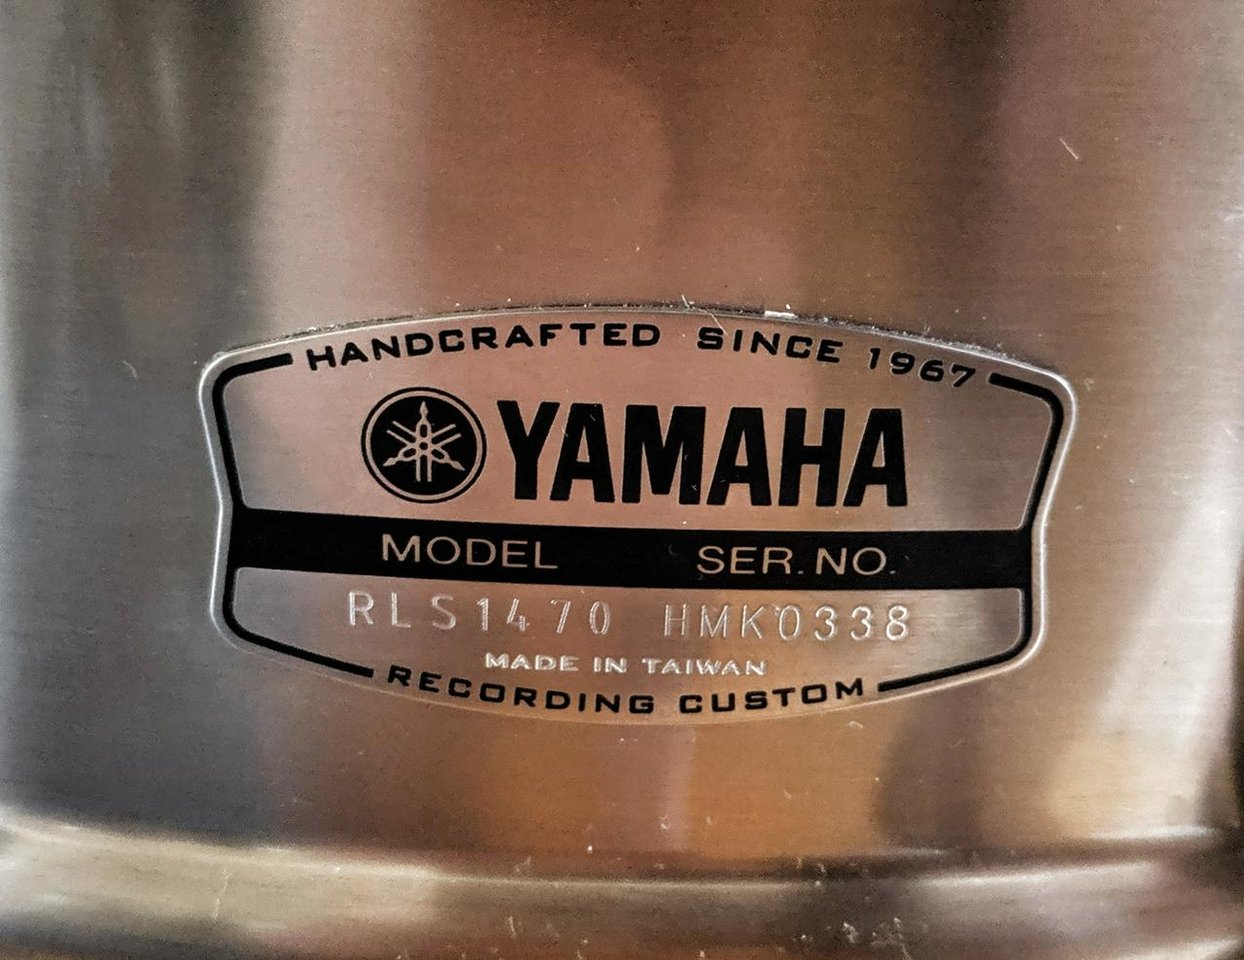 HANDCRAFTED SINCE 1967
YAMAHA
MODEL SER. NO.
RLS1470 HMK0338
MADE IN TAIWAN
RECORDING CUSTOM